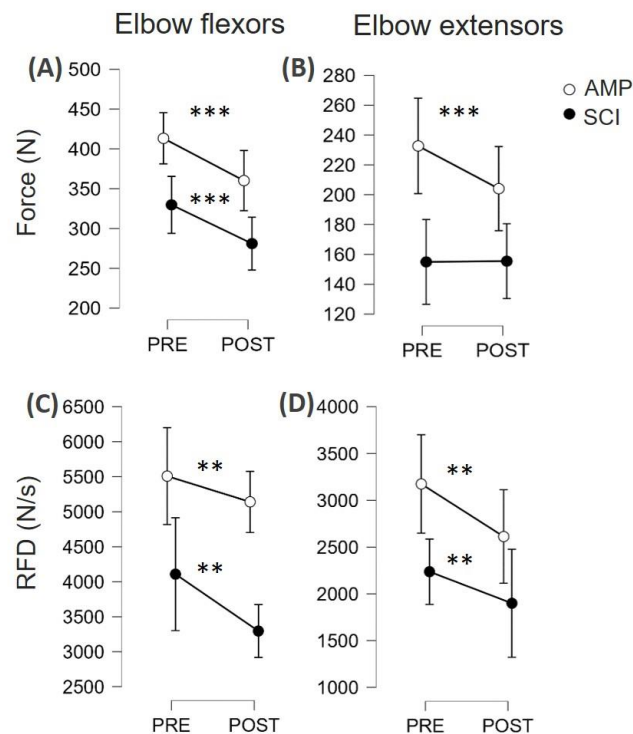 Elbow flexors
Elbow extensors
(A)
Force (N)
500
450
400
350
300
250
200
***
***
PRE
POST
(B)
280
260
240
220
200
180
160
140
120
***
PRE
POST
AMP
SCI
(C)
RFD (N/s)
6500
6000
5500
5000
4500
4000
3500
3000
2500
**
**
PRE
POST
(D)
4000
3500
3000
2500
2000
1500
1000
**
**
PRE
POST